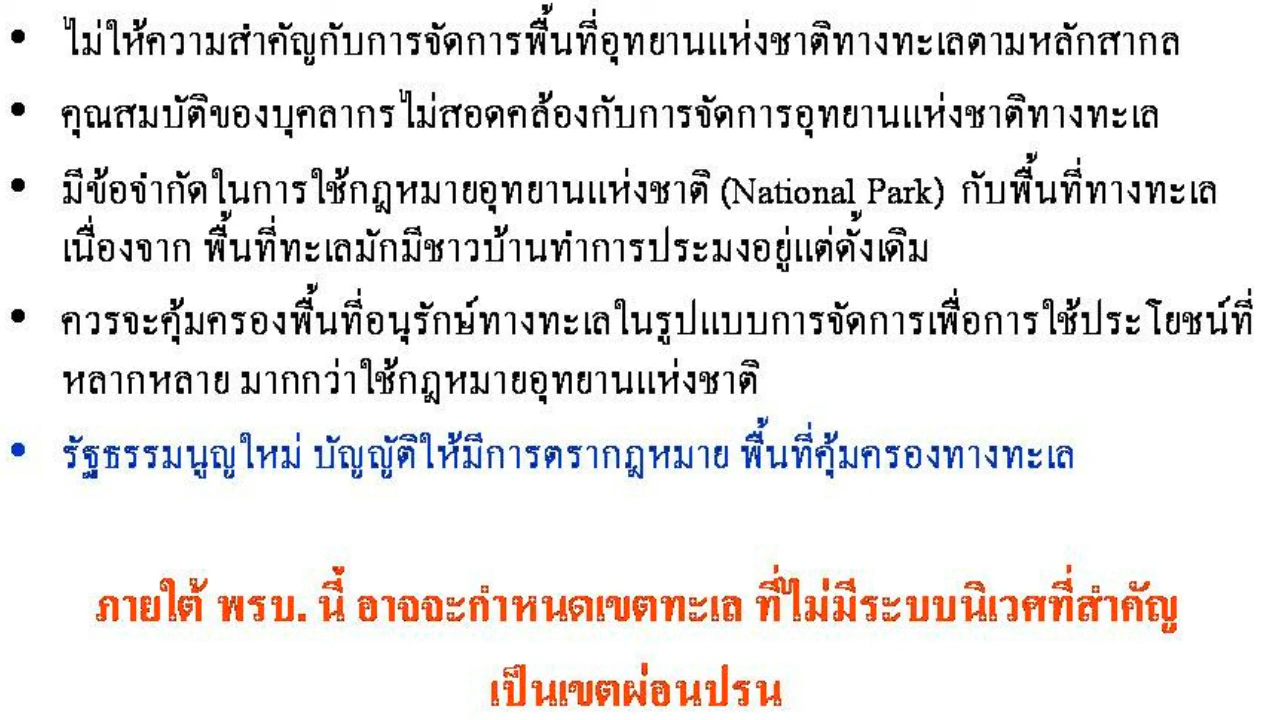 • ไม่ให้ความสำคัญกับการจัดการพื้นที่อุทยานแห่งชาติทางทะเลตามหลักสากล
• คุณสมบัติของบุคลากรไม่สอดคล้องกับการจัดการอุทยานแห่งชาติทางทะเล
• มีข้อจำกัดในการใช้กฎหมายอุทยานแห่งชาติ (National Park) กับพื้นที่ทางทะเล
เนื่องจาก พื้นที่ทะเลมักมีชาวบ้านทำการประมงอยู่แต่ดั้งเดิม
• ควรจะคุ้มครองพื้นที่อนุรักษ์ทางทะเลในรูปแบบการจัดการเพื่อการใช้ประโยชน์ที่
หลากหลาย มากกว่าใช้กฎหมายอุทยานแห่งชาติ
• รัฐธรรมนูญใหม่ บัญญัติให้มีการตรากฎหมาย พื้นที่คุ้มครองทางทะเล
ภายใต้ พรบ. นี้ อาจจะกำหนดเขตทะเล ที่ไม่มีระบบนิเวศที่สำคัญ
เป็นเขตผ่อนปรน